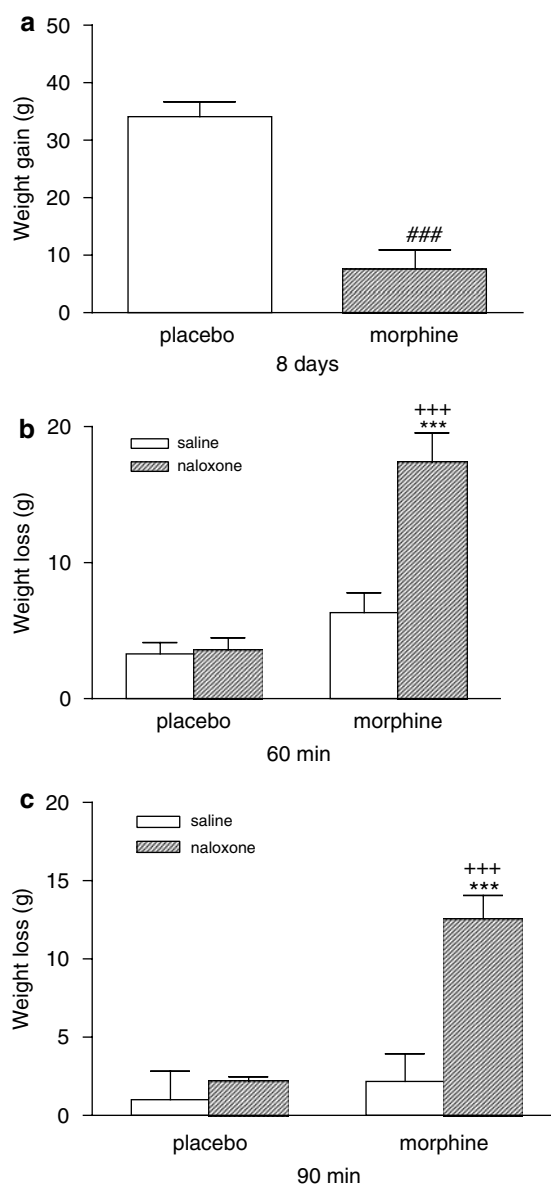 a
50
40
30
20
10
0
Weight gain (g)
###
placebo
morphine
8 days
b
20
10
0
Weight loss (g)
saline
naloxone
+++
***
placebo
morphine
60 min
c
20
15
10
5
0
Weight loss (g)
saline
naloxone
+++
***
placebo
morphine
90 min